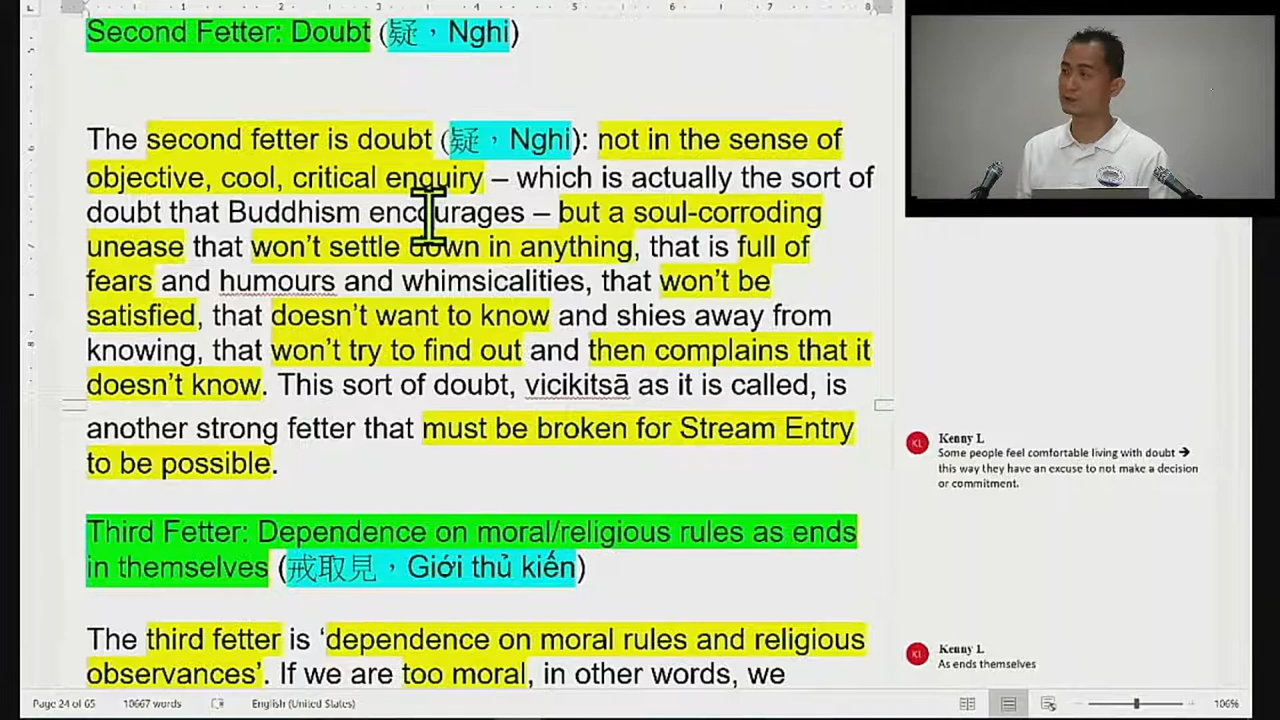 Second Fetter: Doubt (疑，Nghi)
The second fetter is doubt (疑，Nghi): not in the sense of
objective, cool, critical enquiry – which is actually the sort of
doubt that Buddhism encourages – but a soul-corroding
unease that won’t settle down in anything, that is full of
fears and humours and whimsicalities, that won’t be
satisfied, that doesn’t want to know and shies away from
knowing, that won’t try to find out and then complains that it
doesn’t know. This sort of doubt, vicikitsā as it is called, is
another strong fetter that must be broken for Stream Entry
to be possible.
Third Fetter: Dependence on moral/religious rules as ends
in themselves (戒取見，Giới thủ kiến)
The third fetter is ‘dependence on moral rules and religious
observances’. If we are too moral, in other words, we
KL Kenny L
Some people feel comfortable living with doubt →
this way they have an excuse to not make a decision
or commitment.
KL Kenny L
As ends themselves
Page 24 of 65 10667 words English (United States) 106%